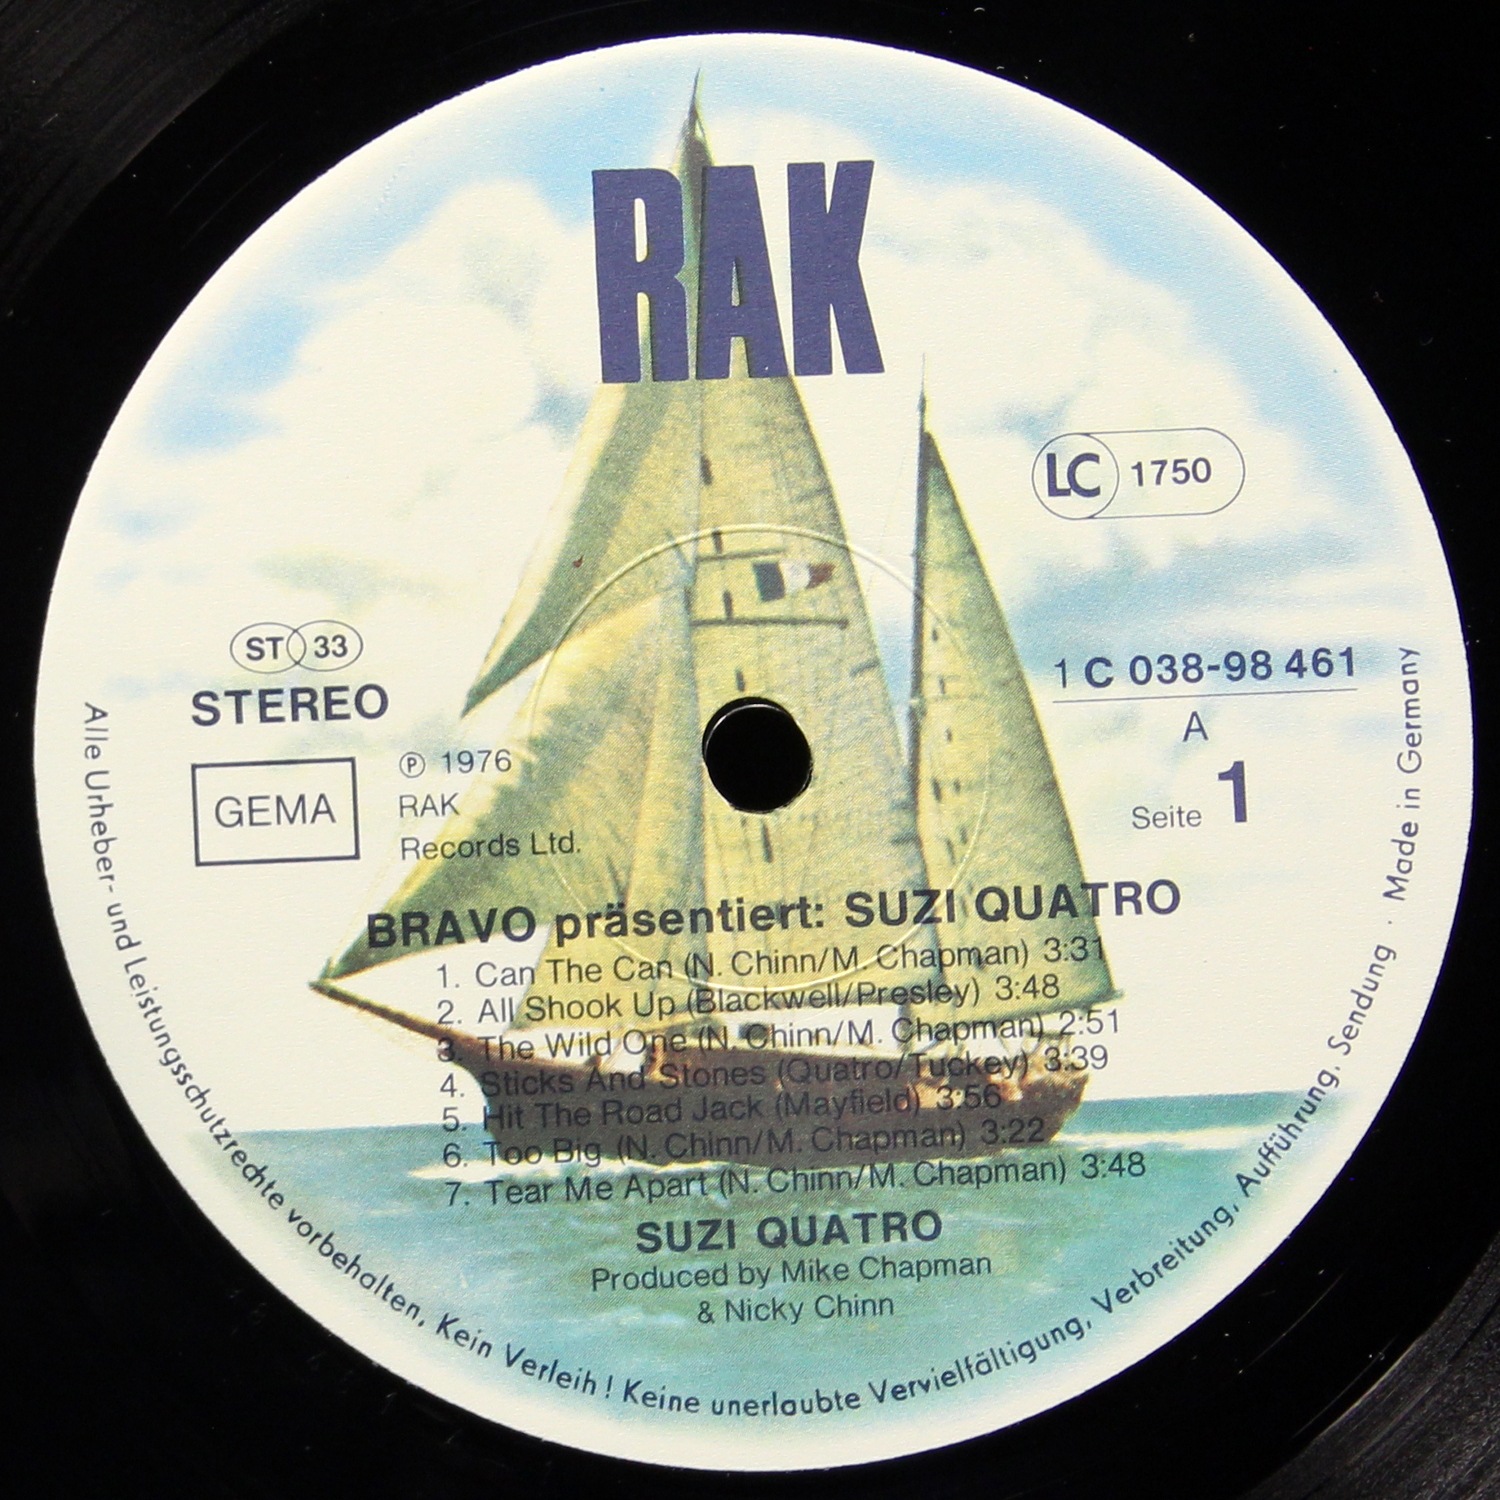 RAK
LC 1750
ST 33
STEREO
GEMA
℗ 1976
RAK
Records Ltd.
1 C 038-98 461
A
Seite 1
BRAVO präsentiert: SUZI QUATRO
1. Can The Can (N. Chinn/M. Chapman) 3:31
2. All Shook Up (Blackwell/Presley) 3:48
3. The Wild One (N. Chinn/M. Chapman) 2:51
4. Sticks And Stones (Quatro/Tuckey) 3:39
5. Hit The Road Jack (Mayfield) 3:56
6. Too Big (N. Chinn/M. Chapman) 3:22
7. Tear Me Apart (N. Chinn/M. Chapman) 3:48
SUZI QUATRO
Produced by Mike Chapman
& Nicky Chinn
Alle Urheber- und Leistungsschutzrechte vorbehalten, Kein Verleih! Keine unerlaubte Vervielfältigung, Verbreitung, Aufführung. Sendung · Made in Germany